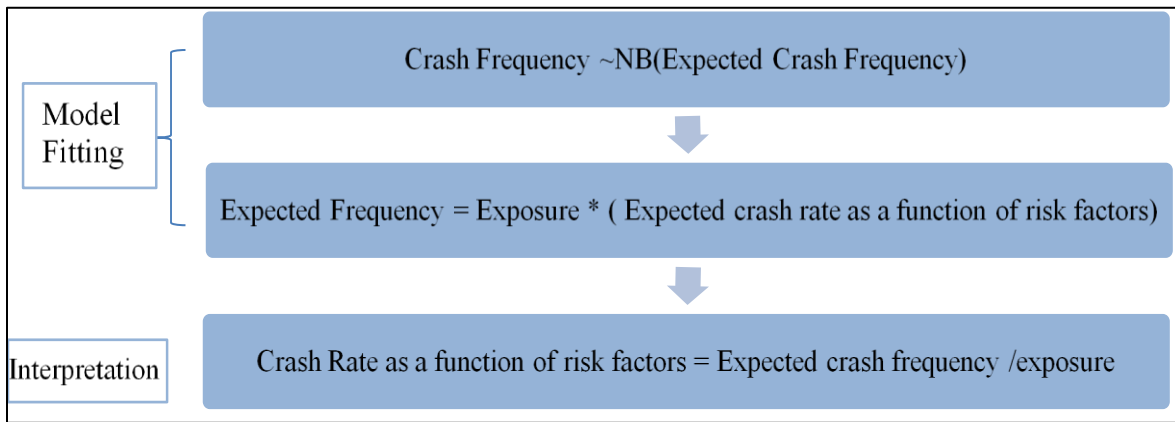 Crash Frequency ~NB(Expected Crash Frequency)
Model
Fitting
Expected Frequency = Exposure * ( Expected crash rate as a function of risk factors)
Interpretation
Crash Rate as a function of risk factors = Expected crash frequency /exposure